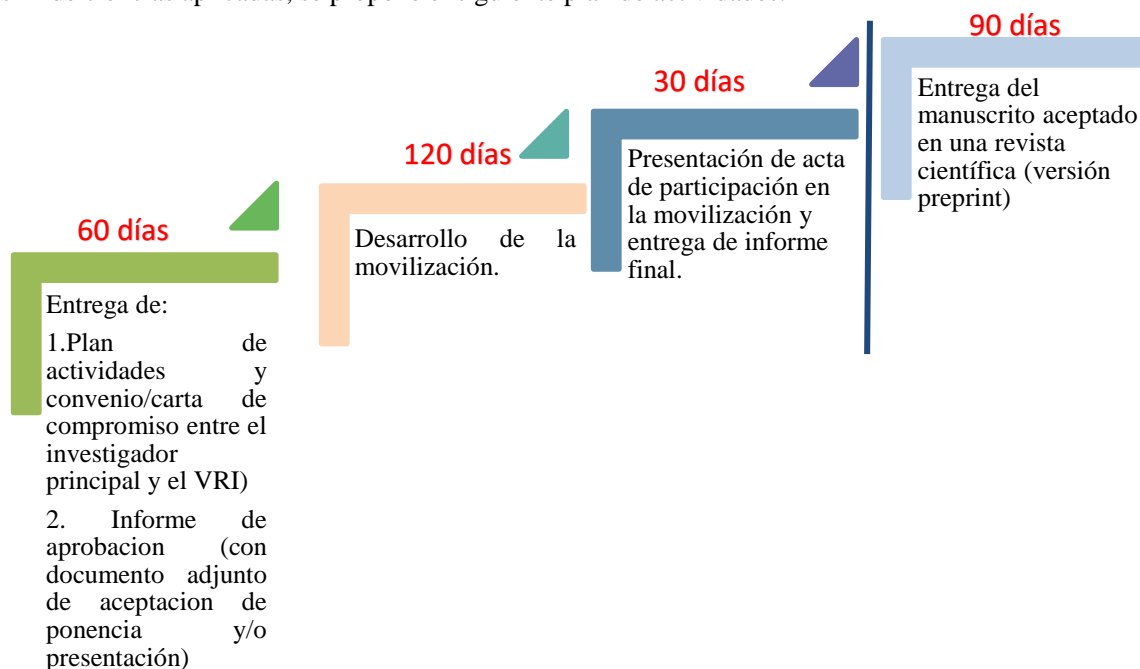 60 días
Entrega de:
1.Plan de
actividades y
convenio/carta de
compromiso entre el
investigador
principal y el VRI)
2. Informe de
aprobacion (con
documento adjunto
de aceptacion de
ponencia y/o
presentación)
120 días
Desarrollo de la
movilización.
30 días
Presentación de acta
de participación en
la movilización y
entrega de informe
final.
90 días
Entrega del
manuscrito aceptado
en una revista
científica (versión
preprint)